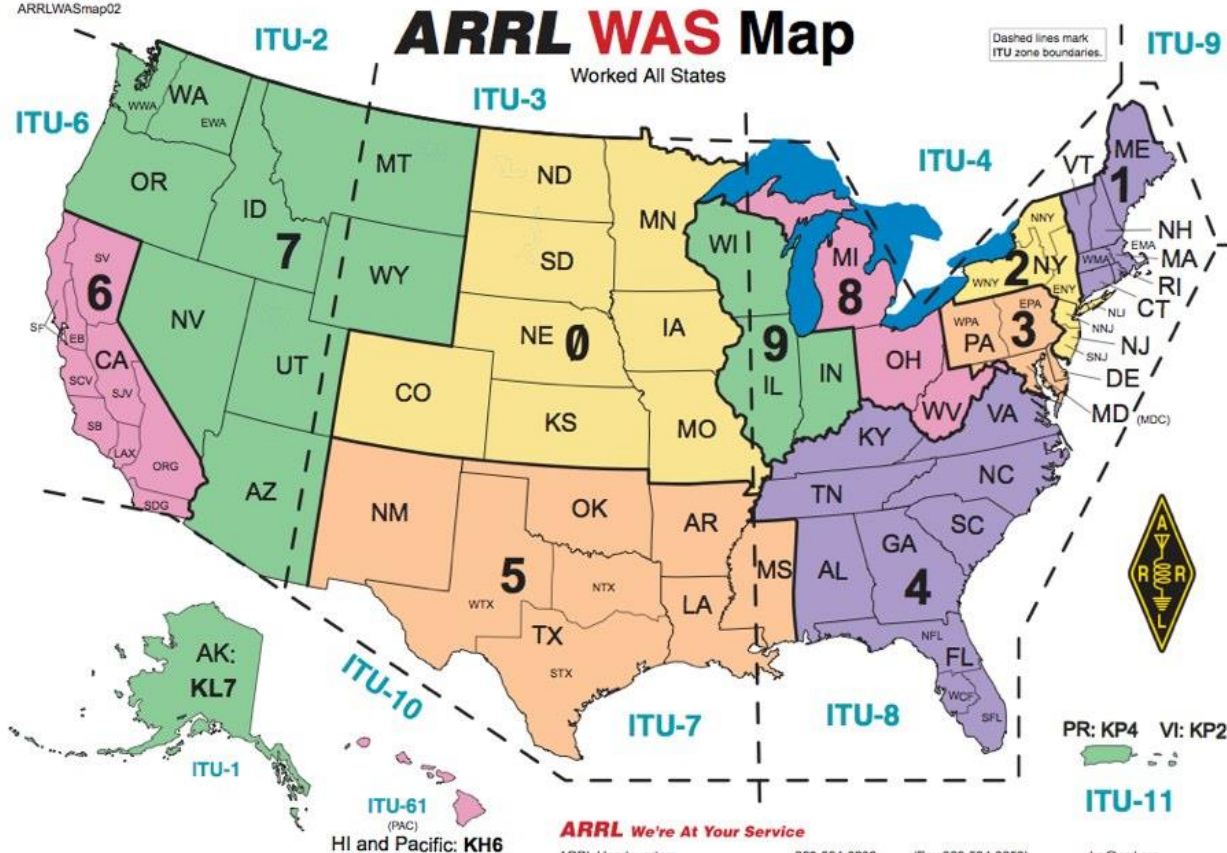 ARRLWASmap02
ARRL WAS Map
Worked All States
Dashed lines mark
ITU zone boundaries.
ITU-2
ITU-9
ITU-3
ITU-6
ITU-4
WA
WWA
EWA
MT
ND
MN
ME
1
VT
OR
ID
7
NNY
NH
WI
MI
8
EMA
MA
WMA
2
NY
WNY
ENY
RI
CT
NLI
SV
6
WY
SD
NV
NE
0
IA
9
EPA
WPA
PA
3
NNJ
NJ
SNJ
SF
EB
CA
SCV
SJV
UT
CO
IL
IN
OH
DE
MD (MDC)
WV
VA
KS
MO
KY
SB
LAX
ORG
SDG
AZ
NM
OK
AR
TN
NC
SC
5
MS
AL
GA
4
WTX
NTX
LA
TX
STX
NFL
FL
WCF
SFL
A
R R
L
AK:
KL7
ITU-10
ITU-7
ITU-8
PR: KP4 VI: KP2
ITU-1
ITU-61
(PAC)
HI and Pacific: KH6
ITU-11
ARRL We're At Your Service